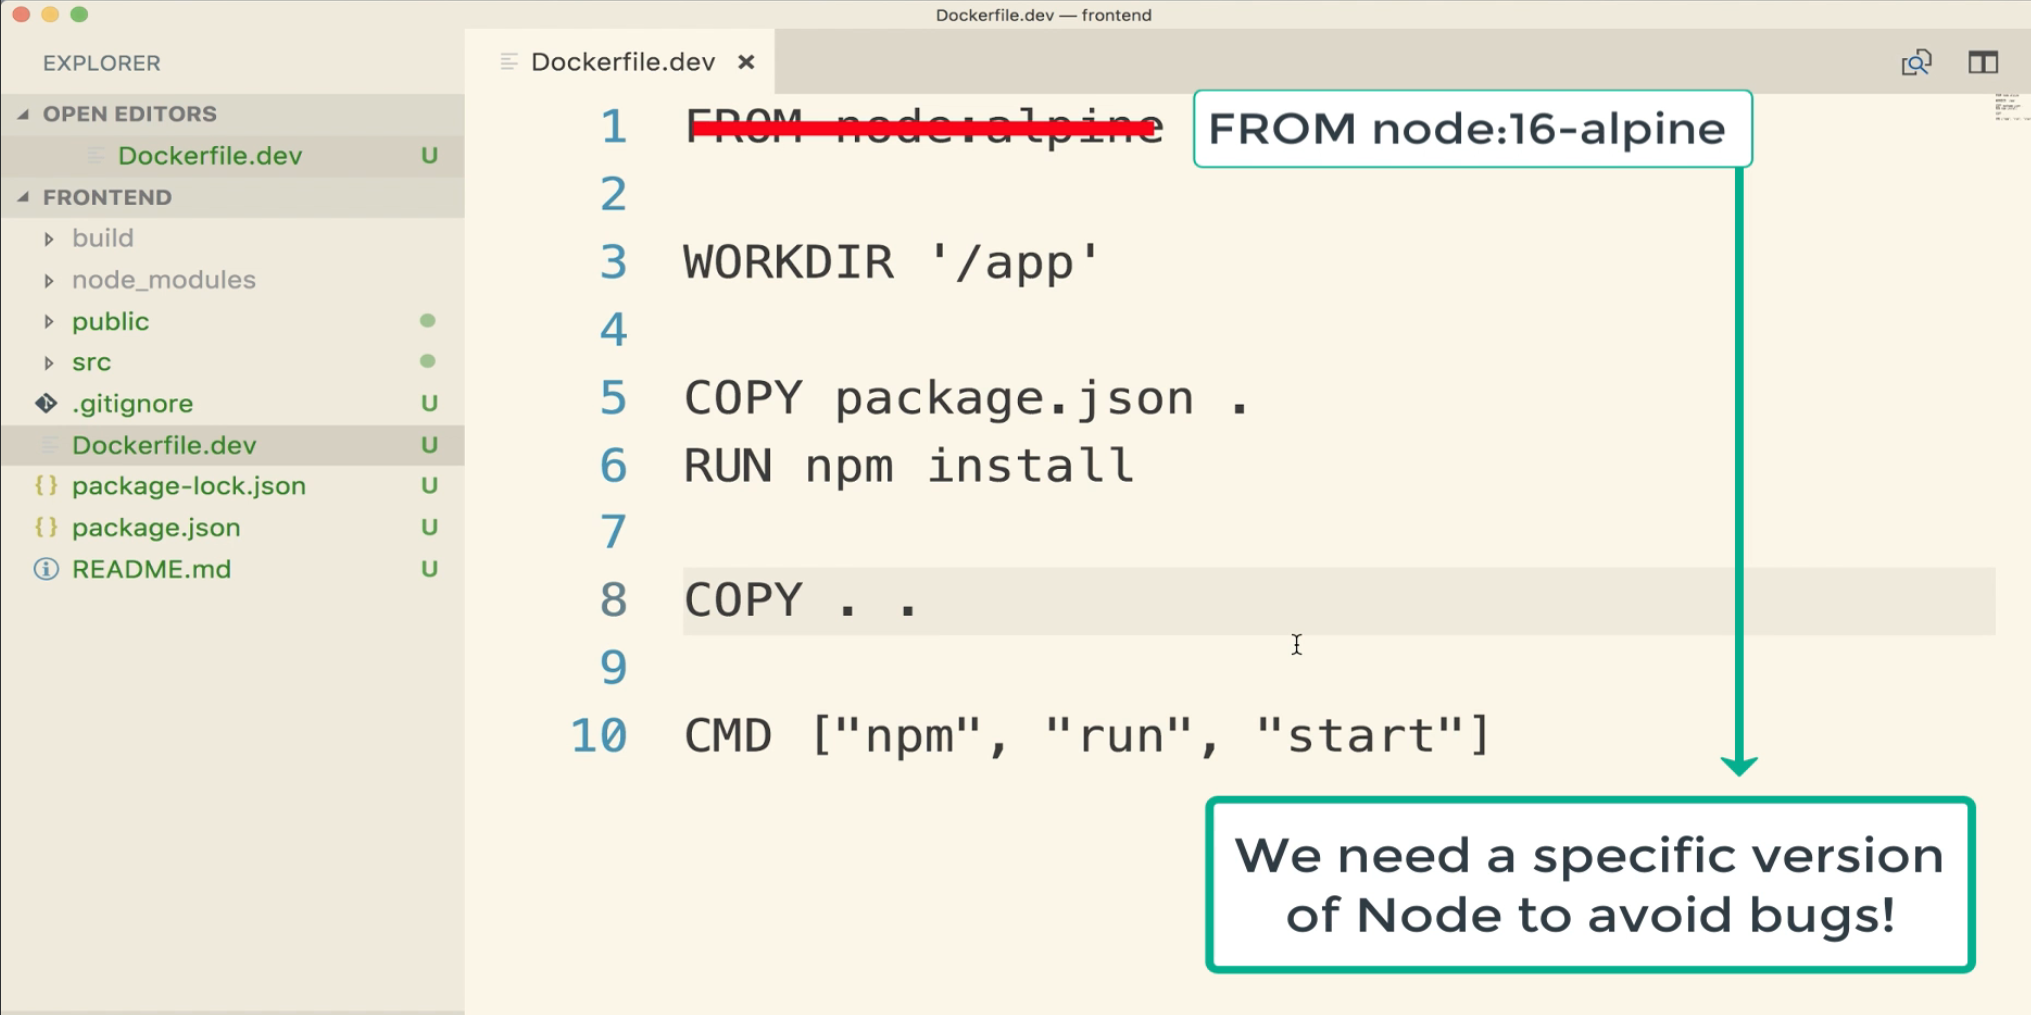 Dockerfile.dev — frontend
EXPLORER
OPEN EDITORS
Dockerfile.dev U
FRONTEND
build
node_modules
public
src
.gitignore U
Dockerfile.dev U
package-lock.json U
package.json U
README.md U
Dockerfile.dev ×
1 FROM node:alpine
FROM node:16-alpine
2
3 WORKDIR '/app'
4
5 COPY package.json .
6 RUN npm install
7
8 COPY . .
9
10 CMD ["npm", "run", "start"]
We need a specific version
of Node to avoid bugs!